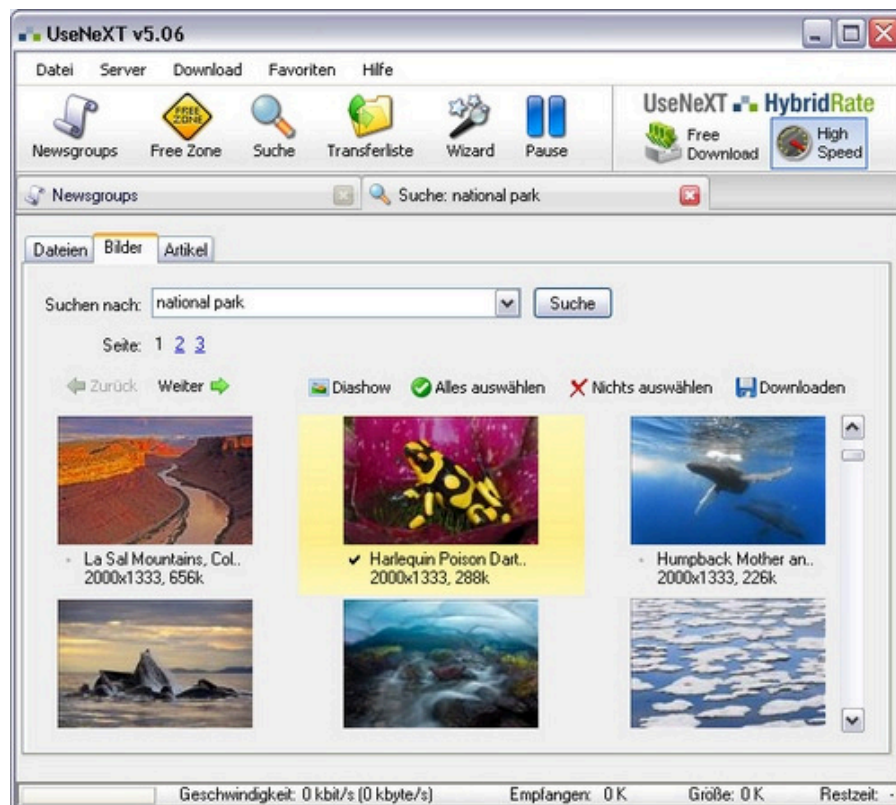 UseNeXT v5.06
Datei Server Download Favoriten Hilfe
UseNeXT HybridRate
Newsgroups FREE ZONE Free Zone Suche Transferliste Wizard Pause Free Download High Speed
Newsgroups Suche: national park
Dateien Bilder Artikel
Suchen nach: national park Suche
Seite: 1 2 3
Zurück Weiter Diashow Alles auswählen Nichts auswählen Downloaden
La Sal Mountains, Col.. Harlequin Poison Dart.. Humpback Mother an..
2000x1333, 656k 2000x1333, 288k 2000x1333, 226k
Geschwindigkeit: 0 kbit/s (0 kbyte/s) Empfangen: 0 K Größe: 0 K Restzeit: -